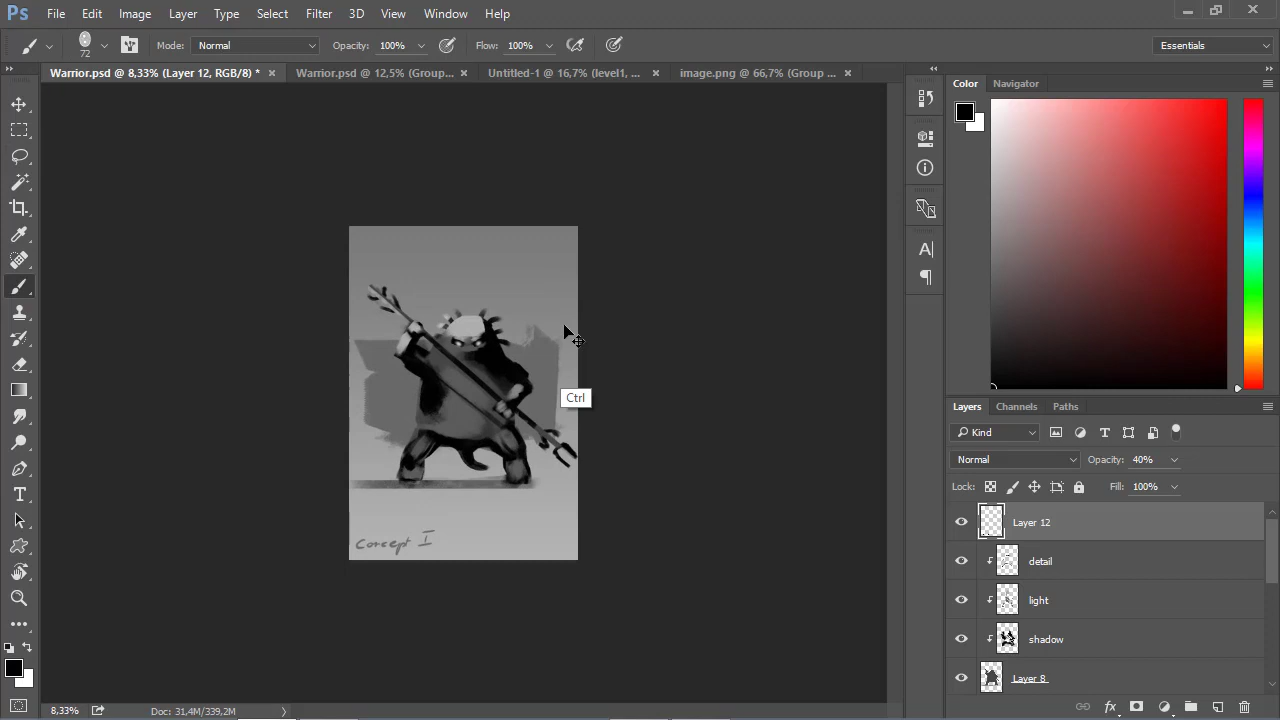 Ps File Edit Image Layer Type Select Filter 3D View Window Help
72 Mode: Normal Opacity: 100% Flow: 100% Essentials
Warrior.psd @ 8,33% (Layer 12, RGB/8) * Warrior.psd @ 12,5% (Group... Untitled-1 @ 16,7% (level1, ... image.png @ 66,7% (Group ...
Color Navigator
Ctrl
Concept I
Layers Channels Paths
Kind
Normal Opacity: 40%
Lock: Fill: 100%
Layer 12
detail
light
shadow
Layer 8
8,33% Doc: 31,4M/339,2M